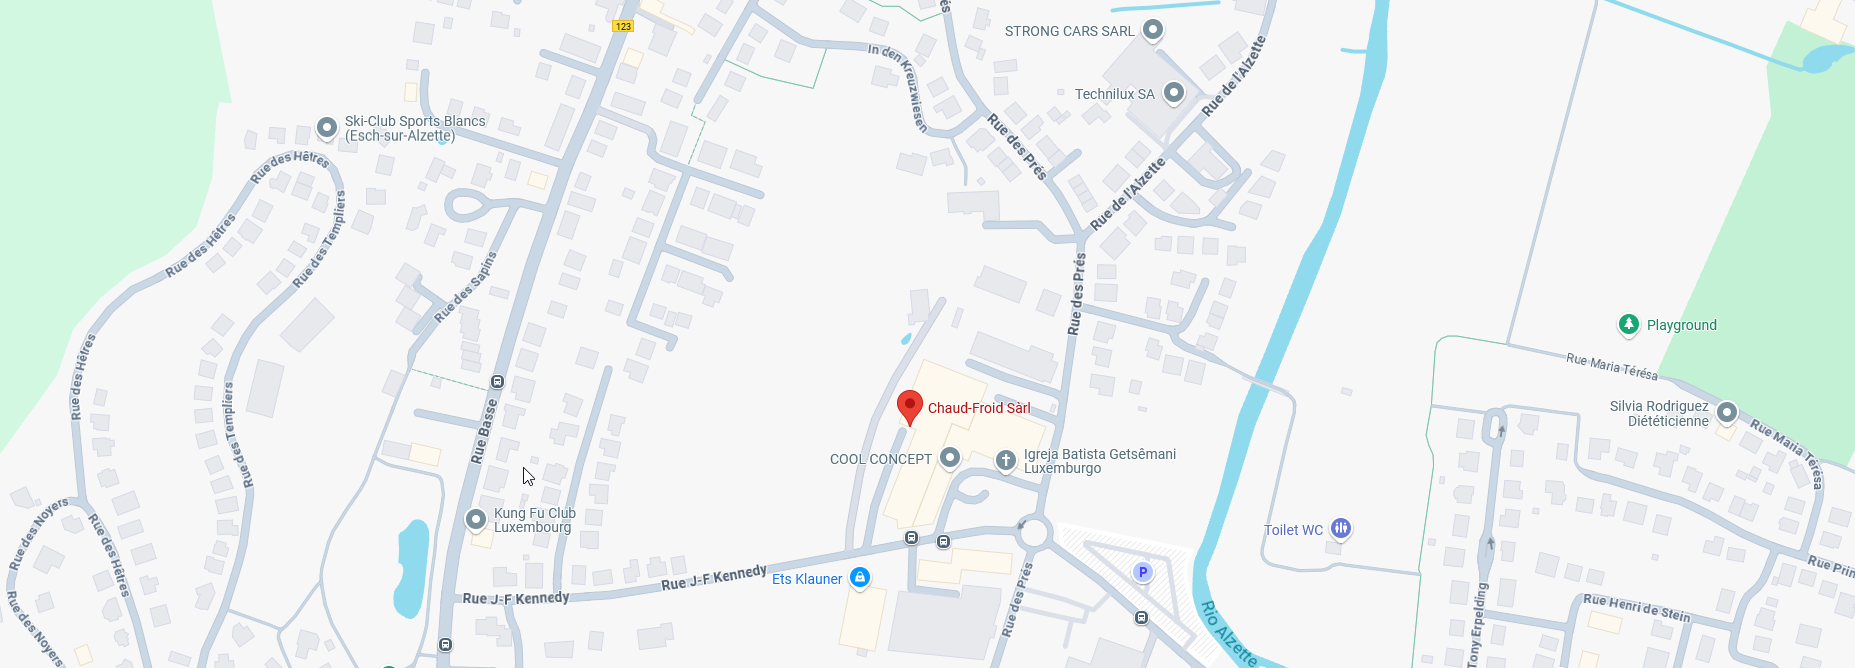 123
és
STRONG CARS SARL
In den Kreuzwiesen
Rue de l'Alzette
Technilux SA
Ski-Club Sports Blancs
(Esch-sur-Alzette)
Rue des Prés
Rue des Hêtres
Rue de l'Alzette
Rue des Hêtres
Rue des Templiers
Rue des Sapins
Rue des Prés
Playground
Rue des Hêtres
Rue Maria Térésa
Rue des Templiers
Rue Basse
Chaud-Froid Sàrl
Silvia Rodriguez
Diététicienne
Rue Maria Térésa
COOL CONCEPT
Igreja Batista Getsêmani
Luxemburgo
Kung Fu Club
Luxembourg
Rue des Noyers
Rue des Hêtres
Toilet WC
P
Rue Prin
Ets Klauner
Rue J-F Kennedy
Rue J-F Kennedy
Rue des Prés
Rue des Noyers
Rio Alzette
Tony Erpelding
Rue Henri de Stein